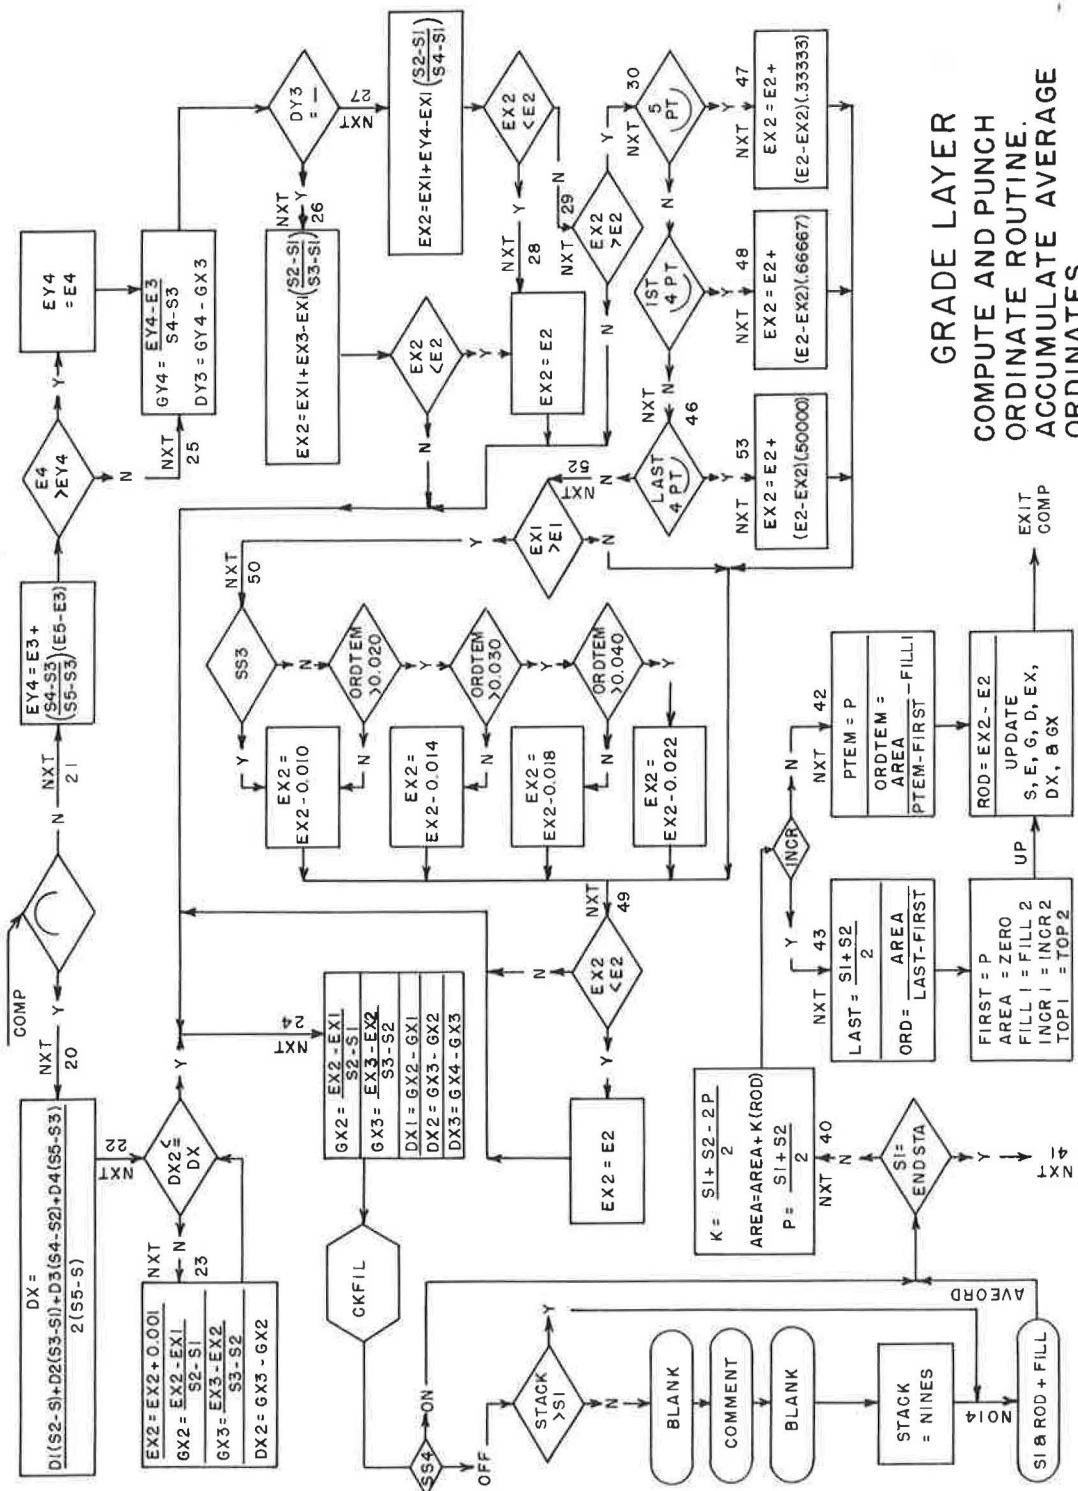 COMP
Y
NXT
20
DX =
D1(S2-S)+D2(S3-S1)+D3(S4-S2)+D4(S5-S3)
2(S5-S)
NXT
22
DX2 ≤
DX
Y
N
NXT
23
EX2 = EX2+0.001
GX2 = EX2-EX1
S2-S1
GX3 = EX3-EX2
S3-S2
DX2 = GX3-GX2
N
NXT
21
EY4 = E3+
(S4-S3)(E5-E3)
(S5-S3)
E4
>EY4
Y
EY4
= E4
N
NXT
25
GY4 = EY4-E3
S4-S3
DY3 = GY4-GX3
DY3
= —
Y
NXT
26
EX2=EX1+EX3-EX1(S2-S1)
(S3-S1)
NXT
27
EX2=EX1+EY4-EX1(S2-S1)
(S4-S1)
EX2
<E2
Y
N
EX2
<E2
Y
NXT
28
N
NXT
29
EX2 = E2
EX2
>E2
N
Y
NXT
30
5
PT
Y
NXT
47
EX2 = E2+
(E2-EX2)(.33333)
N
1ST
4 PT
Y
NXT
48
EX2 = E2+
(E2-EX2)(.66667)
N
NXT
46
LAST
4 PT
Y
NXT
53
EX2 = E2+
(E2-EX2)(.50000)
N
NXT
52
EX1
>E1
N
Y
NXT
50
SS3
Y
N
EX2 =
EX2-0.010
ORDTEM
>0.020
N
Y
EX2 =
EX2-0.014
ORDTEM
>0.030
N
Y
EX2 =
EX2-0.018
ORDTEM
>0.040
N
Y
EX2 =
EX2-0.022
NXT
49
EX2
<E2
N
Y
EX2 = E2
NXT
24
GX2 = EX2-EX1
S2-S1
GX3 = EX3-EX2
S3-S2
DX1 = GX2-GX1
DX2 = GX3-GX2
DX3 = GX4-GX3
CKFIL
SS4
ON
OFF
STACK
>S1
Y
N
BLANK
COMMENT
BLANK
STACK
= NINES
NO14
S1 & ROD + FILL
AVEORD
S1=
ENDSTA
Y
NXT
41
N
NXT
40
K = S1+S2-2P
2
AREA=AREA+K(ROD)
P= S1+S2
2
INCR
Y
NXT
43
LAST= S1+S2
2
ORD= AREA
LAST-FIRST
FIRST = P
AREA = ZERO
FILL 1 = FILL 2
INCR 1 = INCR2
TOP1 = TOP2
UP
N
NXT
42
PTEM = P
ORDTEM =
AREA
PTEM-FIRST -FILL1
ROD=EX2-E2
UPDATE
S, E, G, D, EX,
DX, & GX
EXIT
COMP
GRADE LAYER
COMPUTE AND PUNCH
ORDINATE ROUTINE.
ACCUMULATE AVERAGE
ORDINATES